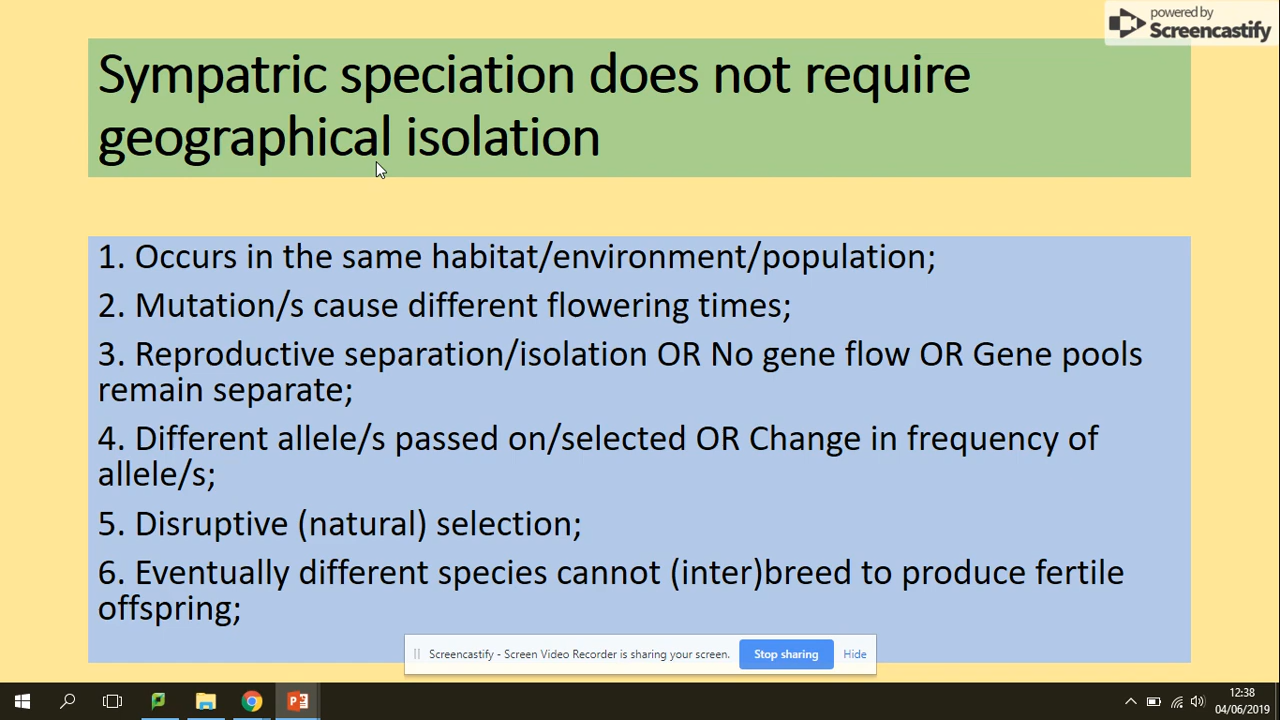 powered by
Screencastify
Sympatric speciation does not require
geographical isolation
1. Occurs in the same habitat/environment/population;
2. Mutation/s cause different flowering times;
3. Reproductive separation/isolation OR No gene flow OR Gene pools
remain separate;
4. Different allele/s passed on/selected OR Change in frequency of
allele/s;
5. Disruptive (natural) selection;
6. Eventually different species cannot (inter)breed to produce fertile
offspring;
Screencastify - Screen Video Recorder is sharing your screen. Stop sharing Hide
12:38
04/06/2019